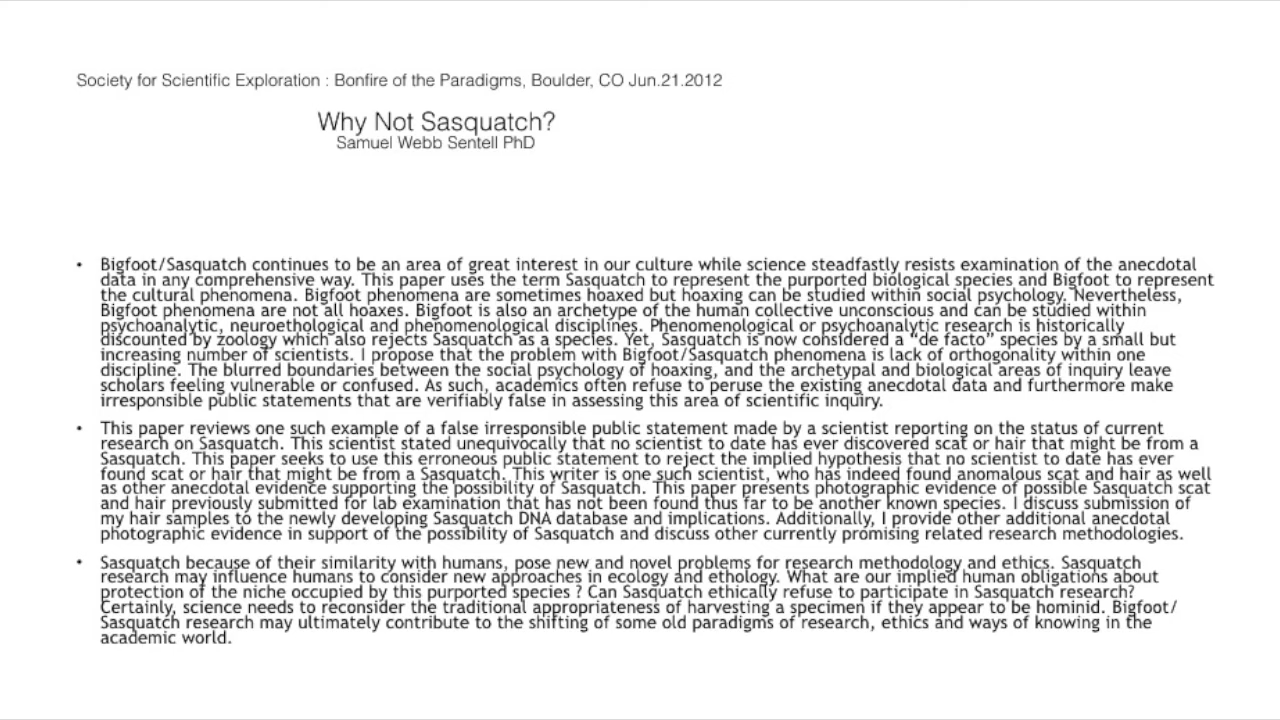 Society for Scientific Exploration : Bonfire of the Paradigms, Boulder, CO Jun.21.2012
Why Not Sasquatch?
Samuel Webb Sentell PhD
• Bigfoot/Sasquatch continues to be an area of great interest in our culture while science steadfastly resists examination of the anecdotal
data in any comprehensive way. This paper uses the term Sasquatch to represent the purported biological species and Bigfoot to represent
the cultural phenomena. Bigfoot phenomena are sometimes hoaxed but hoaxing can be studied within social psychology. Nevertheless,
Bigfoot phenomena are not all hoaxes. Bigfoot is also an archetype of the human collective unconscious and can be studied within
psychoanalytic, neuroethological and phenomenological disciplines. Phenomenological or psychoanalytic research is historically
discounted by zoology which also rejects Sasquatch as a species. Yet, Sasquatch is now considered a “de facto” species by a small but
increasing number of scientists. I propose that the problem with Bigfoot/Sasquatch phenomena is lack of orthogonality within one
discipline. The blurred boundaries between the social psychology of hoaxing, and the archetypal and biological areas of inquiry leave
scholars feeling vulnerable or confused. As such, academics often refuse to peruse the existing anecdotal data and furthermore make
irresponsible public statements that are verifiably false in assessing this area of scientific inquiry.
• This paper reviews one such example of a false irresponsible public statement made by a scientist reporting on the status of current
research on Sasquatch. This scientist stated unequivocally that no scientist to date has ever discovered scat or hair that might be from a
Sasquatch. This paper seeks to use this erroneous public statement to reject the implied hypothesis that no scientist to date has ever
found scat or hair that might be from a Sasquatch. This writer is one such scientist, who has indeed found anomalous scat and hair as well
as other anecdotal evidence supporting the possibility of Sasquatch. This paper presents photographic evidence of possible Sasquatch scat
and hair previously submitted for lab examination that has not been found thus far to be another known species. I discuss submission of
my hair samples to the newly developing Sasquatch DNA database and implications. Additionally, I provide other additional anecdotal
photographic evidence in support of the possibility of Sasquatch and discuss other currently promising related research methodologies.
• Sasquatch because of their similarity with humans, pose new and novel problems for research methodology and ethics. Sasquatch
research may influence humans to consider new approaches in ecology and ethology. What are our implied human obligations about
protection of the niche occupied by this purported species ? Can Sasquatch ethically refuse to participate in Sasquatch research?
Certainly, science needs to reconsider the traditional appropriateness of harvesting a specimen if they appear to be hominid. Bigfoot/
Sasquatch research may ultimately contribute to the shifting of some old paradigms of research, ethics and ways of knowing in the
academic world.